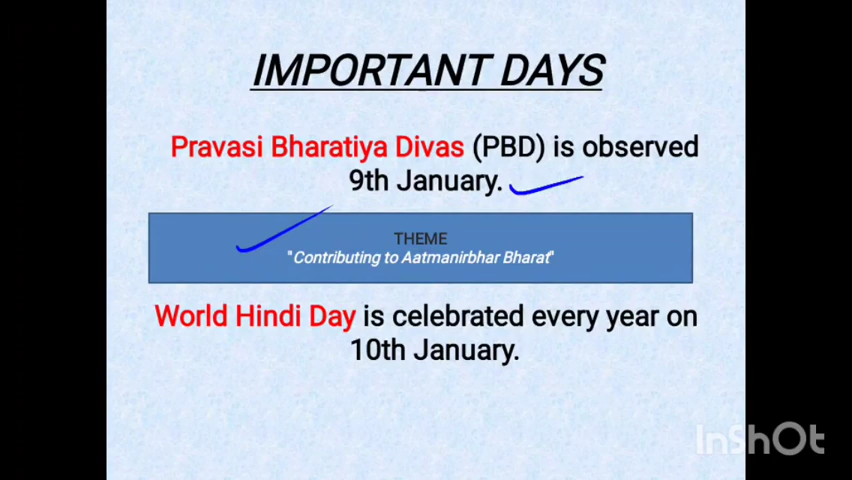 IMPORTANT DAYS
Pravasi Bharatiya Divas (PBD) is observed
9th January.
THEME
"Contributing to Aatmanirbhar Bharat"
World Hindi Day is celebrated every year on
10th January.
InShOt